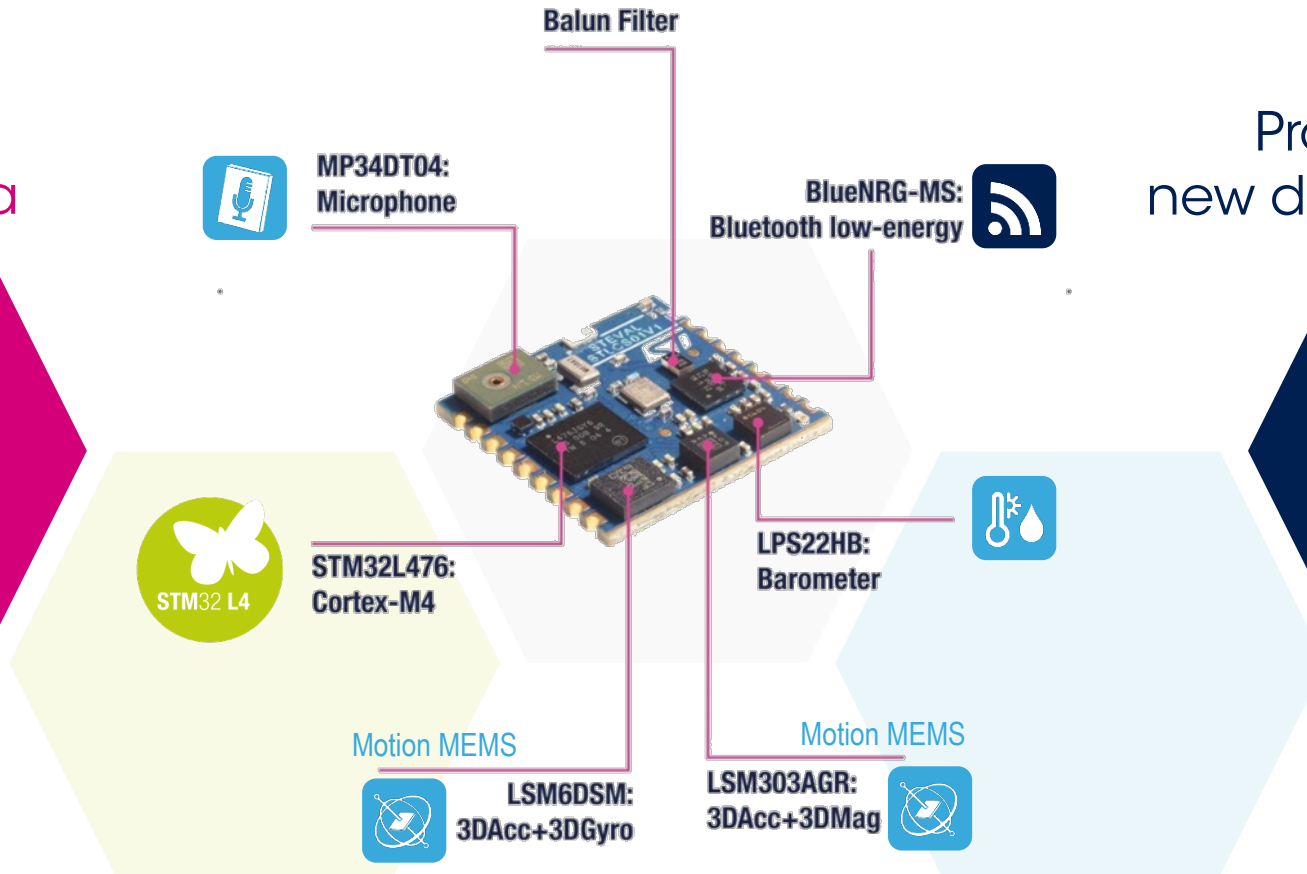 Balun Filter
MP34DT04:
Microphone
BlueNRG-MS:
Bluetooth low-energy
Pro
new d
a
STEVAL
STLCS01V1
STM32 L4
STM32L476:
Cortex-M4
LPS22HB:
Barometer
Motion MEMS
LSM6DSM:
3DAcc+3DGyro
Motion MEMS
LSM303AGR:
3DAcc+3DMag